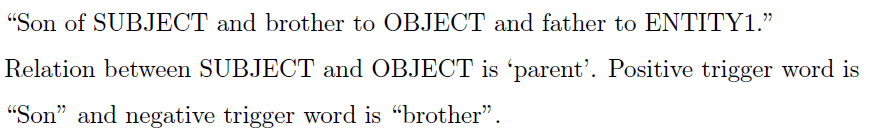 “Son of SUBJECT and brother to OBJECT and father to ENTITY1.”
Relation between SUBJECT and OBJECT is ‘parent’. Positive trigger word is
“Son” and negative trigger word is “brother”.